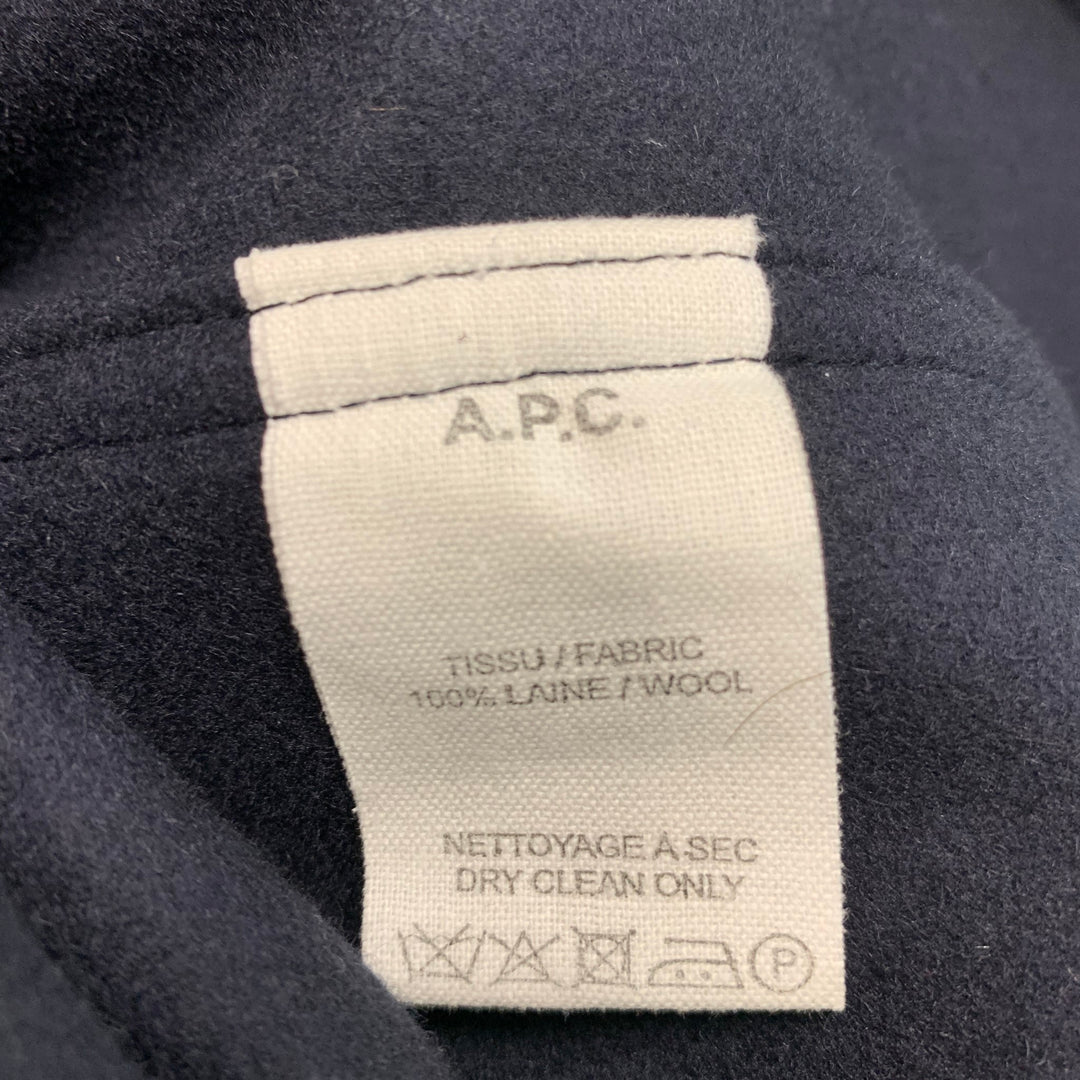 A.P.C.
TISSU / FABRIC
100% LAINE / WOOL
NETTOYAGE À SEC
DRY CLEAN ONLY
P